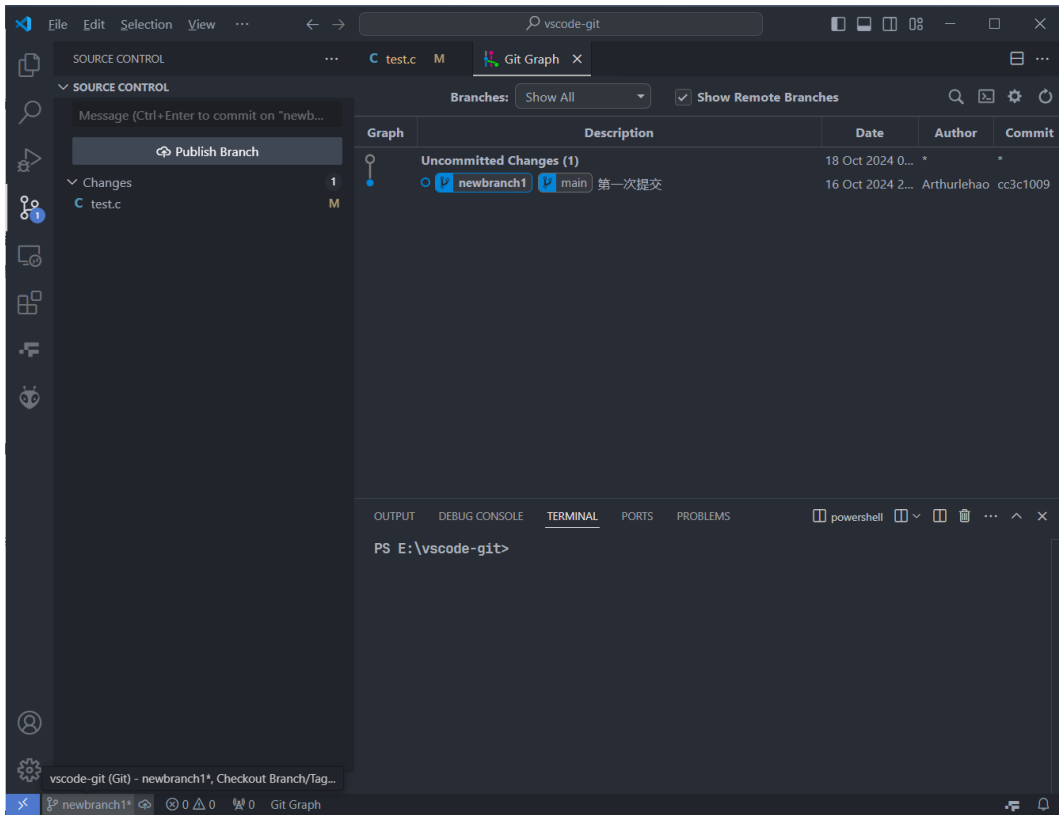 File Edit Selection View ··· vscode-git
SOURCE CONTROL ···
C test.c M Git Graph
SOURCE CONTROL
Message (Ctrl+Enter to commit on "newb...
Publish Branch
Changes 1
C test.c M
Branches: Show All Show Remote Branches
Graph Description Date Author Commit
Uncommitted Changes (1) 18 Oct 2024 0... * *
newbranch1 main 第一次提交 16 Oct 2024 2... Arthurlehao cc3c1009
1
OUTPUT DEBUG CONSOLE TERMINAL PORTS PROBLEMS powershell ···
PS E:\vscode-git>
vscode-git (Git) - newbranch1*, Checkout Branch/Tag...
newbranch1* 0 0 0 Git Graph